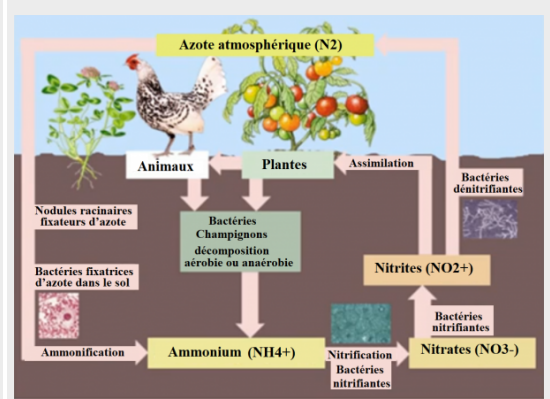 Azote atmosphérique (N2)
Animaux
Plantes
Assimilation
Nodules racinaires
fixateurs d'azote
Bactéries
Champignons
décomposition
aérobie ou anaérobie
Bactéries
dénitrifiantes
Bactéries fixatrices
d'azote dans le sol
Nitrites (NO2+)
Bactéries
nitrifiantes
Ammonification
Ammonium (NH4+)
Nitrification
Bactéries
nitrifiantes
Nitrates (NO3-)